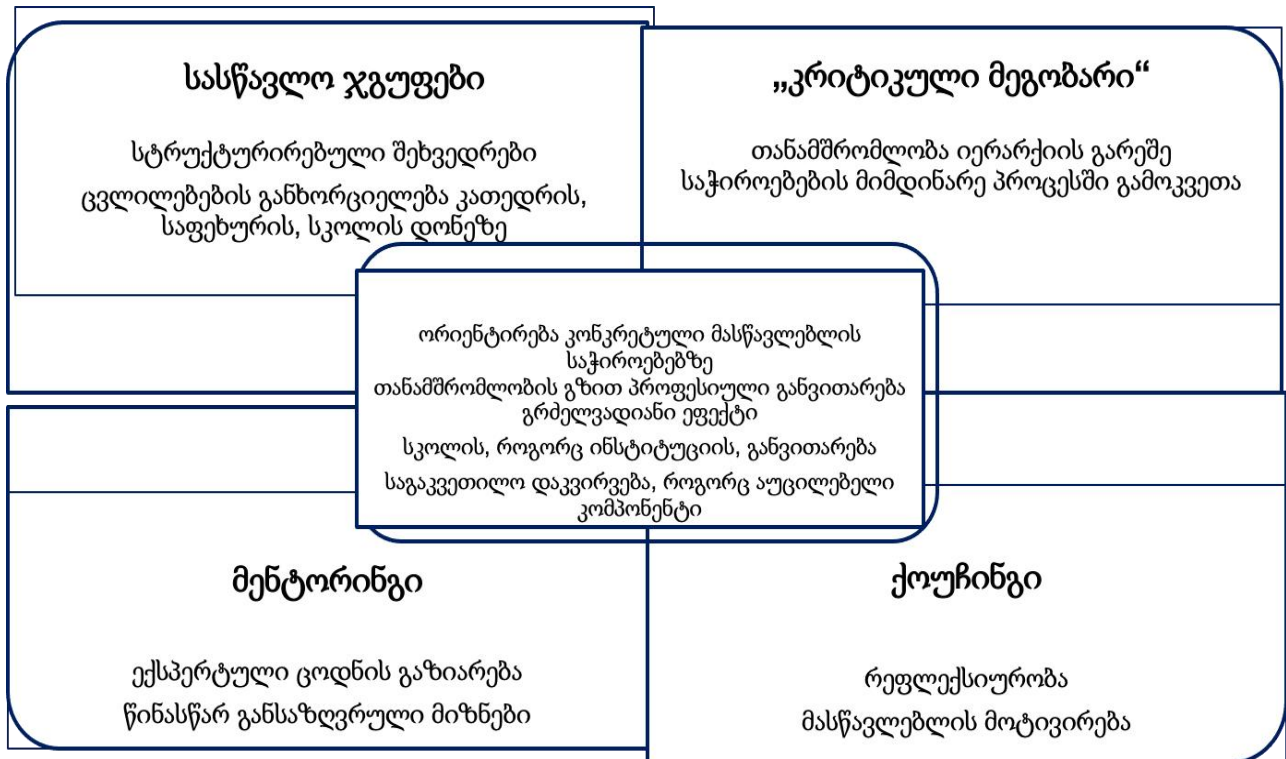 სასწავლო ჯგუფები
სტრუქტურირებული შეხვედრები
ცვლილებების განხორციელება კათედრის,
საფეხურის, სკოლის დონეზე
„კრიტიკული მეგობარი“
თანამშრომლობა იერარქიის გარეშე
საჭიროებების მიმდინარე პროცესში გამოკვეთა
ორიენტირება კონკრეტული მასწავლებლის
საჭიროებებზე
თანამშრომლობის გზით პროფესიული განვითარება
გრძელვადიანი ეფექტი
სკოლის, როგორც ინსტიტუციის, განვითარება
საგაკვეთილო დაკვირვება, როგორც აუცილებელი
კომპონენტი
მენტორინგი
ექსპერტული ცოდნის გაზიარება
წინასწარ განსაზღვრული მიზნები
ქოუჩინგი
რეფლექსიურობა
მასწავლებლის მოტივირება